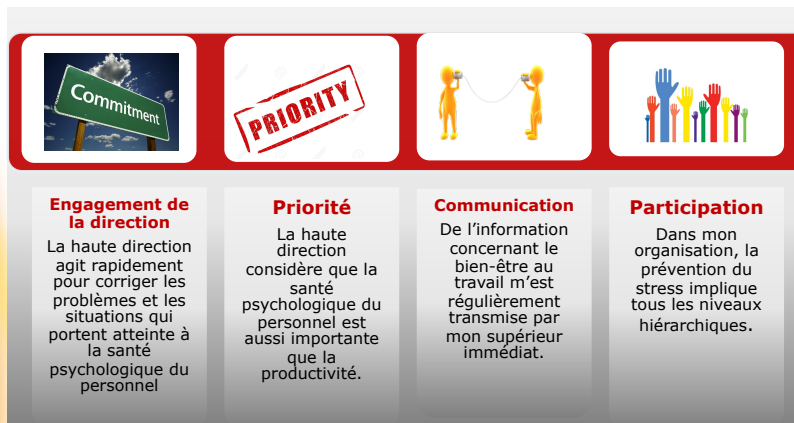 Commitment
PRIORITY
Engagement de
la direction
La haute direction
agit rapidement
pour corriger les
problèmes et les
situations qui
portent atteinte à
la santé
psychologique du
personnel
Priorité
La haute
direction
considère que la
santé
psychologique du
personnel est
aussi importante
que la
productivité.
Communication
De l’information
concernant le
bien-être au
travail m’est
régulièrement
transmise par
mon supérieur
immédiat.
Participation
Dans mon
organisation, la
prévention du
stress implique
tous les niveaux
hiérarchiques.